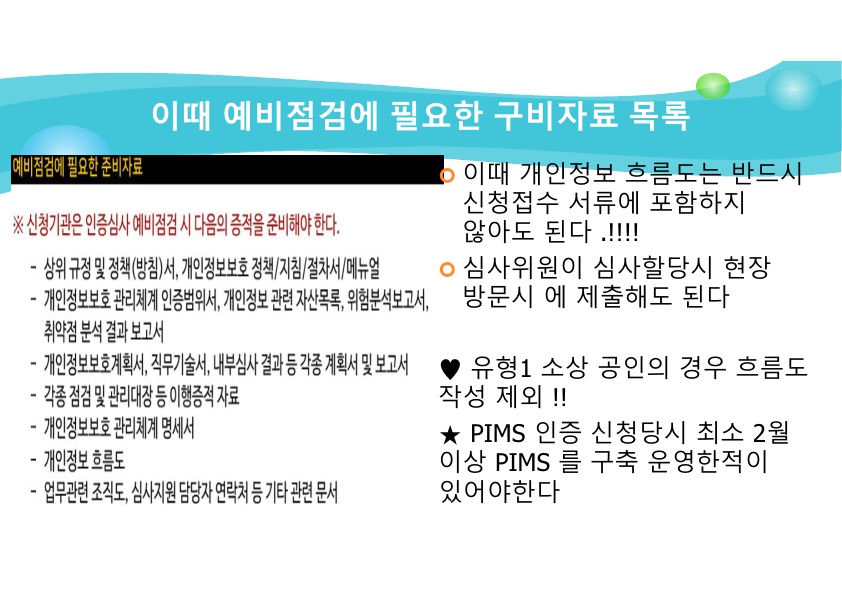 이때 예비점검에 필요한 구비자료 목록
예비점검에 필요한 준비자료
※ 신청기관은 인증심사 예비점검 시 다음의 증적을 준비해야 한다.
- 상위 규정 및 정책(방침)서, 개인정보보호 정책/지침/절차서/메뉴얼
- 개인정보보호 관리체계 인증범위서, 개인정보 관련 자산목록, 위험분석보고서,
취약점 분석 결과 보고서
- 개인정보보호계획서, 직무기술서, 내부심사 결과 등 각종 계획서 및 보고서
- 각종 점검 및 관리대장 등 이행증적 자료
- 개인정보보호 관리체계 명세서
- 개인정보 흐름도
- 업무관련 조직도, 심사지원 담당자 연락처 등 기타 관련 문서
이때 개인정보 흐름도는 반드시
신청접수 서류에 포함하지
않아도 된다 .!!!!
심사위원이 심사할당시 현장
방문시 에 제출해도 된다
♥ 유형1 소상 공인의 경우 흐름도
작성 제외 !!
★ PIMS 인증 신청당시 최소 2월
이상 PIMS 를 구축 운영한적이
있어야한다